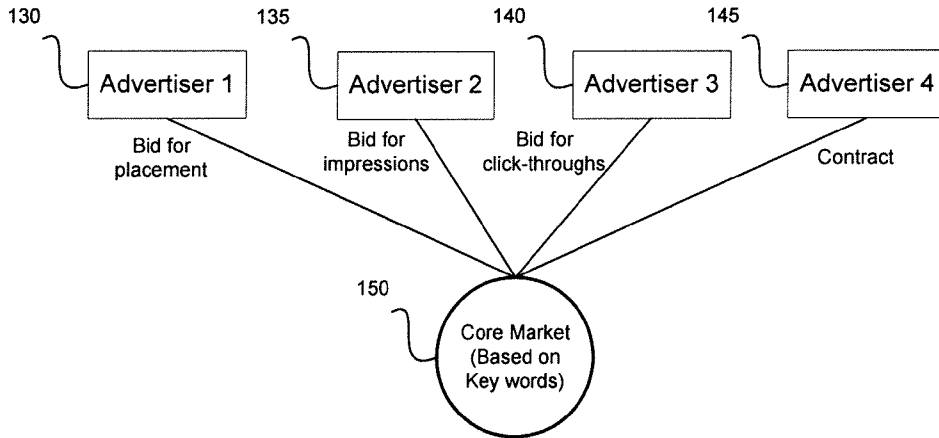 130
135
140
145
Advertiser 1
Advertiser 2
Advertiser 3
Advertiser 4
Bid for
placement
Bid for
impressions
Bid for
click-throughs
Contract
150
Core Market
(Based on
Key words)